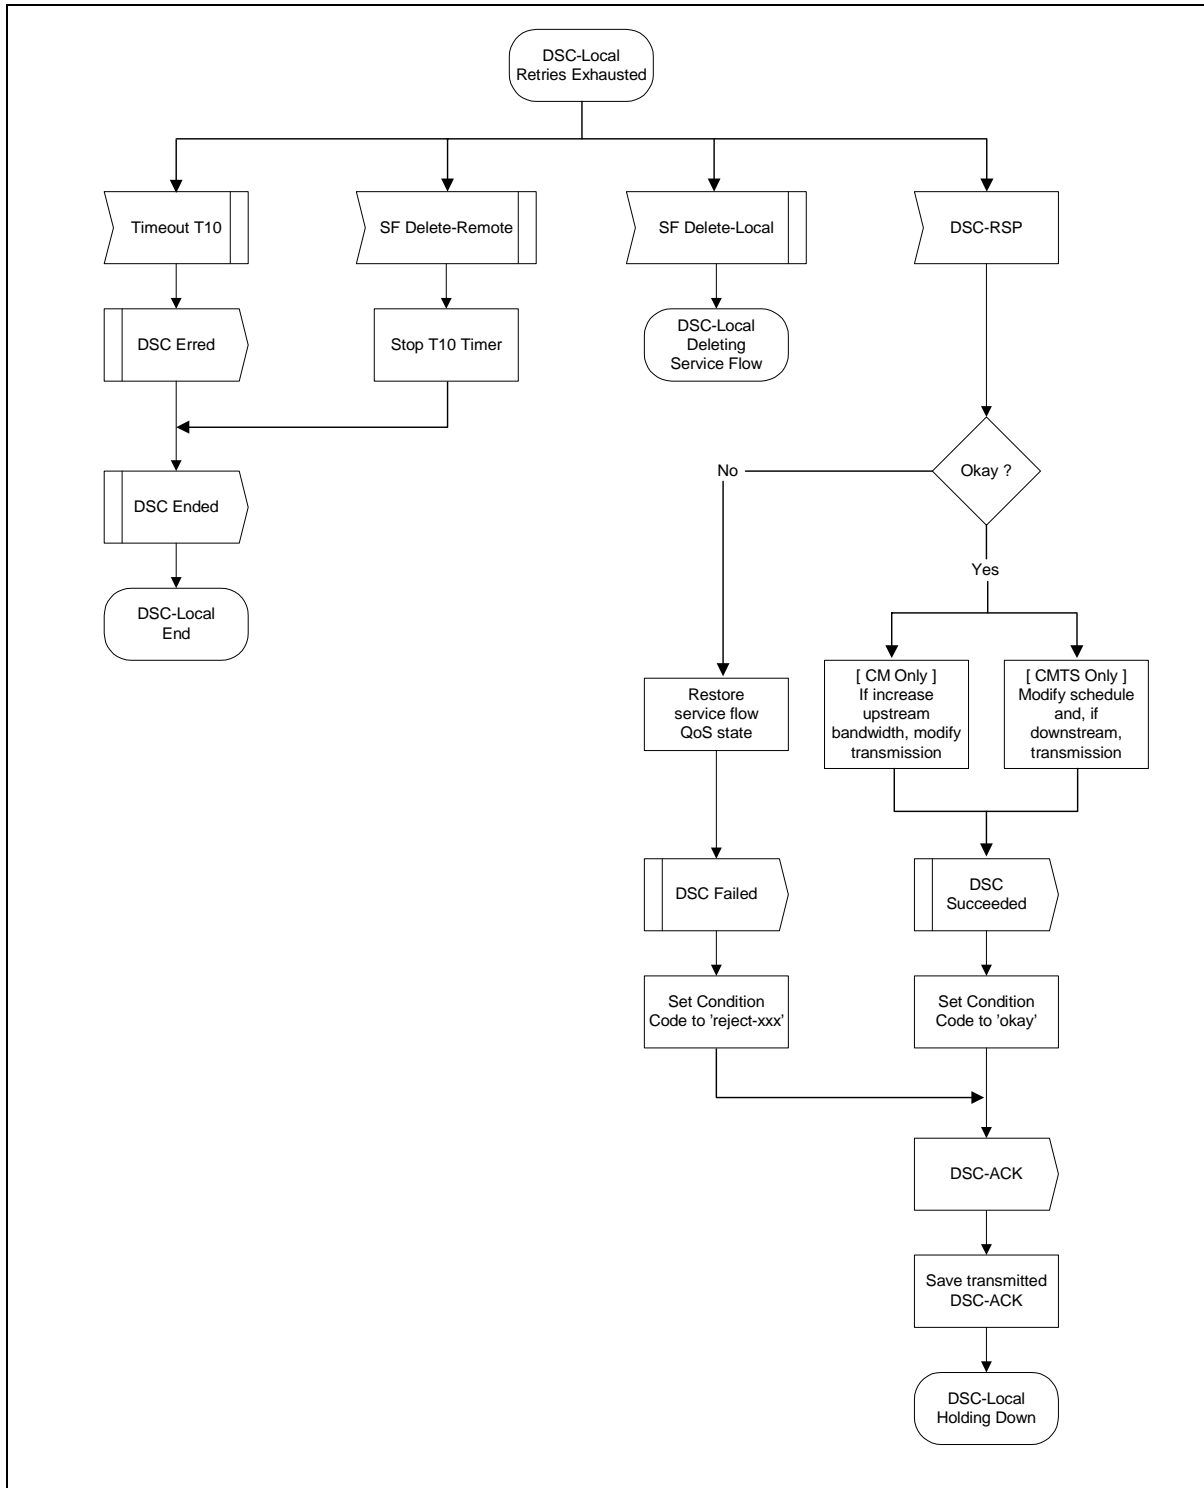 DSC-Local
Retries Exhausted
Timeout T10
SF Delete-Remote
SF Delete-Local
DSC-RSP
DSC Erred
Stop T10 Timer
DSC-Local
Deleting
Service Flow
Okay ?
No
DSC Ended
Yes
DSC-Local
End
[ CM Only ]
If increase
upstream
bandwidth, modify
transmission
[ CMTS Only ]
Modify schedule
and, if
downstream,
transmission
Restore
service flow
QoS state
DSC Failed
DSC
Succeeded
Set Condition
Code to ’reject-xxx’
Set Condition
Code to ’okay’
DSC-ACK
Save transmitted
DSC-ACK
DSC-Local
Holding Down